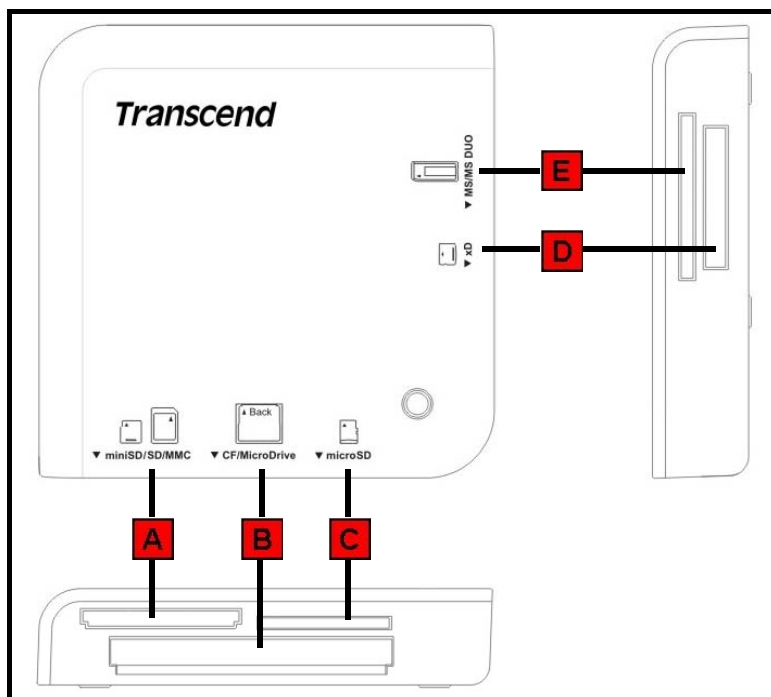 Transcend
▼ MS/MS DUO
E
▼ xD
D
Back
▼ miniSD/SD/MMC
▼ CF/MicroDrive
▼ microSD
A
B
C